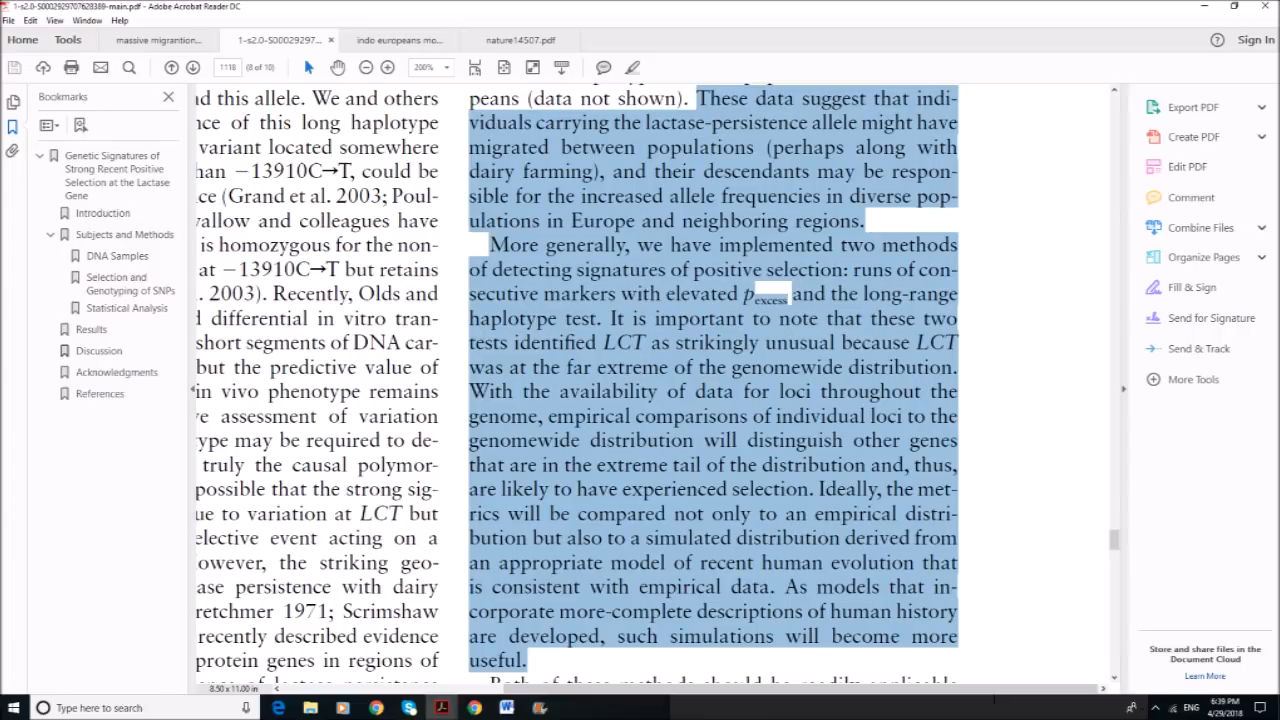 1-s2.0-S0002929707628389-main.pdf - Adobe Acrobat Reader DC
File Edit View Window Help
Home Tools massive migrantion... 1-s2.0-S00029297... × indo europeans mo... nature14507.pdf Sign In
1118 (8 of 10) 200%
Bookmarks
Genetic Signatures of
Strong Recent Positive
Selection at the Lactase
Gene
Introduction
Subjects and Methods
DNA Samples
Selection and
Genotyping of SNPs
Statistical Analysis
Results
Discussion
Acknowledgments
References
d this allele. We and others
nce of this long haplotype
variant located somewhere
han −13910C→T, could be
ce (Grand et al. 2003; Poul-
vallow and colleagues have
is homozygous for the non-
at −13910C→T but retains
. 2003). Recently, Olds and
d differential in vitro tran-
short segments of DNA car-
but the predictive value of
in vivo phenotype remains
e assessment of variation
type may be required to de-
truly the causal polymor-
possible that the strong sig-
ue to variation at LCT but
elective event acting on a
owever, the striking geo-
ase persistence with dairy
retchmer 1971; Scrimshaw
recently described evidence
protein genes in regions of
peans (data not shown). These data suggest that indi-
viduals carrying the lactase-persistence allele might have
migrated between populations (perhaps along with
dairy farming), and their descendants may be respon-
sible for the increased allele frequencies in diverse pop-
ulations in Europe and neighboring regions.
More generally, we have implemented two methods
of detecting signatures of positive selection: runs of con-
secutive markers with elevated pexcess and the long-range
haplotype test. It is important to note that these two
tests identified LCT as strikingly unusual because LCT
was at the far extreme of the genomewide distribution.
With the availability of data for loci throughout the
genome, empirical comparisons of individual loci to the
genomewide distribution will distinguish other genes
that are in the extreme tail of the distribution and, thus,
are likely to have experienced selection. Ideally, the met-
rics will be compared not only to an empirical distri-
bution but also to a simulated distribution derived from
an appropriate model of recent human evolution that
is consistent with empirical data. As models that in-
corporate more-complete descriptions of human history
are developed, such simulations will become more
useful.
Both of these methods should be readily applicable
8.50 x 11.00 in
Export PDF
Create PDF
Edit PDF
Comment
Combine Files
Organize Pages
Fill & Sign
Send for Signature
Send & Track
More Tools
Store and share files in the
Document Cloud
Learn More
Type here to search
ENG
6:39 PM
4/29/2018